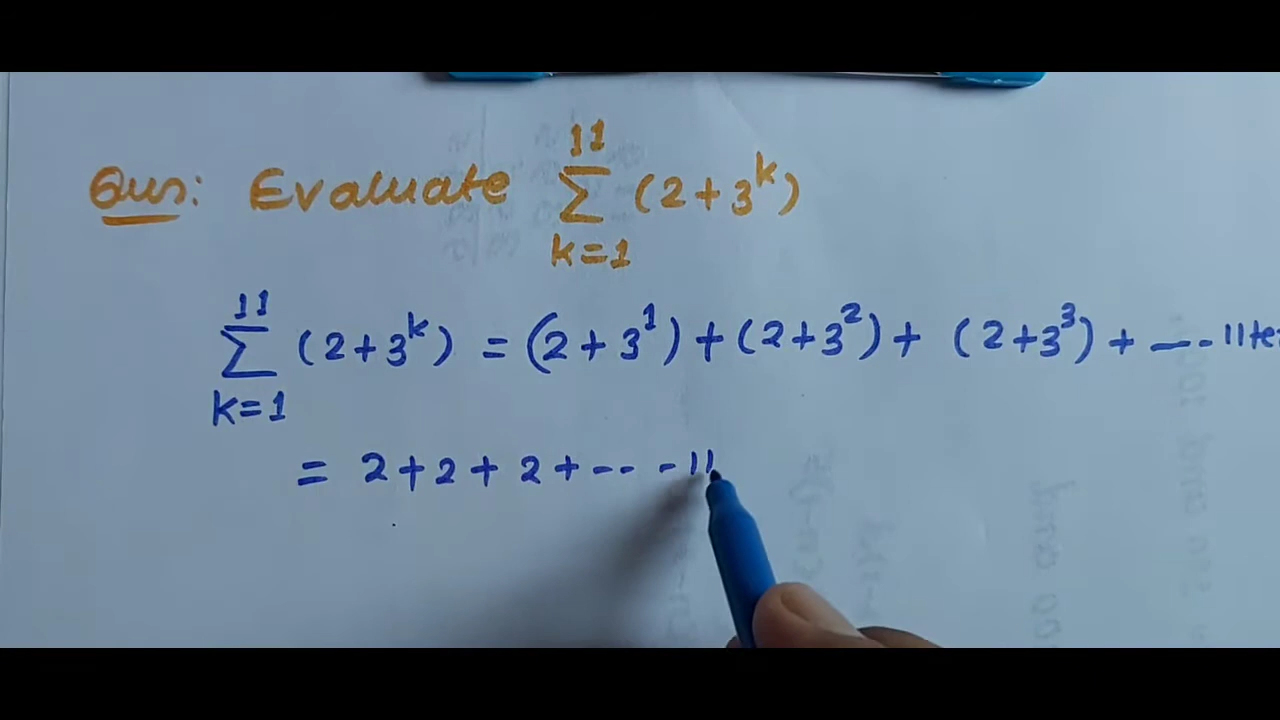 Qus: Evaluate 11 Σ k=1 (2+3^k)
11 Σ k=1 (2+3^k) = (2+3^1)+(2+3^2)+ (2+3^3)+ --- 11
= 2+2+2+-- -11